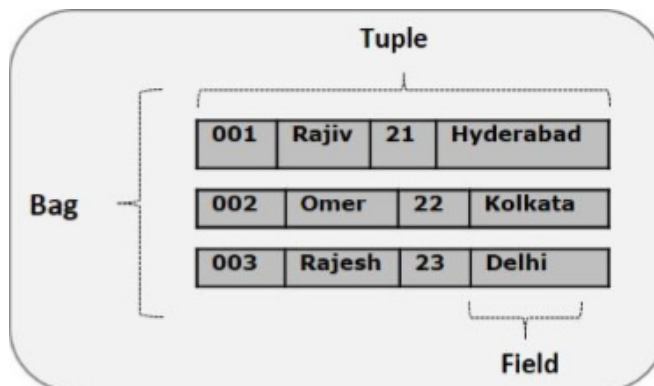 Tuple
001 Rajiv 21 Hyderabad
Bag
002 Omer 22 Kolkata
003 Rajesh 23 Delhi
Field